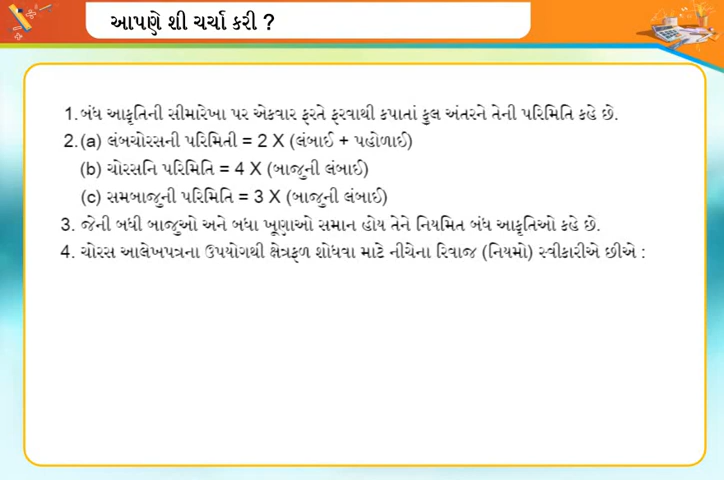 આપણે શી ચર્ચા કરી ?
1. બંધ આકૃતિની સીમારેખા પર એકવાર ફરતે ફરવાથી કપાતાં કુલ અંતરને તેની પરિમિતિ કહે છે.
2. (a) લંબચોરસની પરિમિતી = 2 X (લંબાઈ + પહોળાઈ)
(b) ચોરસનિ પરિમિતિ = 4 X (બાજુની લંબાઈ)
(c) સમબાજુની પરિમિતિ = 3 X (બાજુની લંબાઈ)
3. જેની બધી બાજુઓ અને બધા ખૂણાઓ સમાન હોય તેને નિયમિત બંધ આકૃતિઓ કહે છે.
4. ચોરસ આલેખપત્રના ઉપયોગથી ક્ષેત્રફળ શોધવા માટે નીચેના રિવાજ (નિયમો) સ્વીકારીએ છીએ :